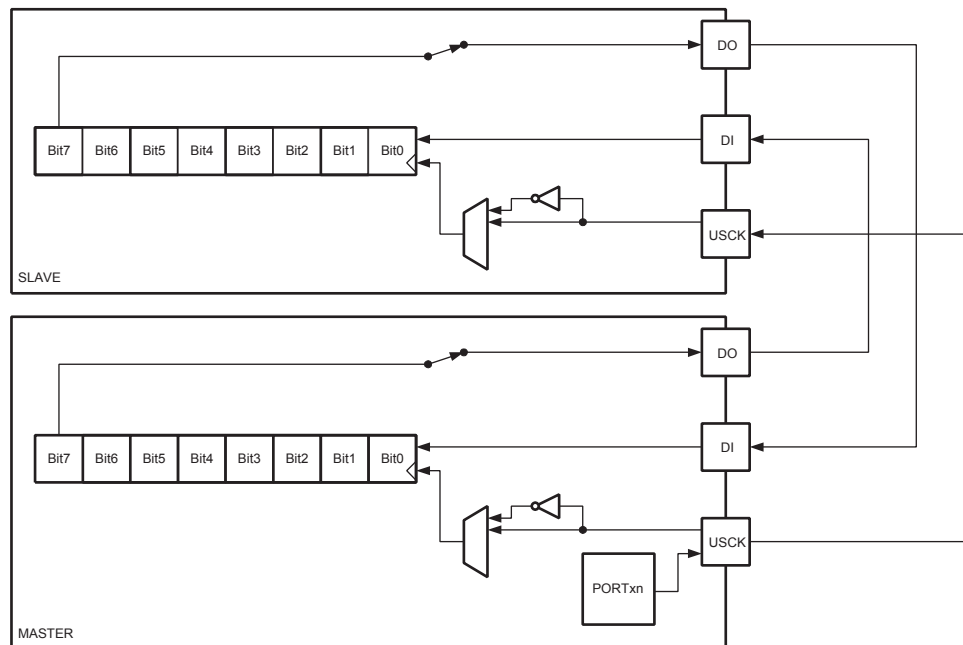 DO
Bit7 Bit6 Bit5 Bit4 Bit3 Bit2 Bit1 Bit0
DI
USCK
SLAVE
DO
Bit7 Bit6 Bit5 Bit4 Bit3 Bit2 Bit1 Bit0
DI
USCK
PORTxn
MASTER